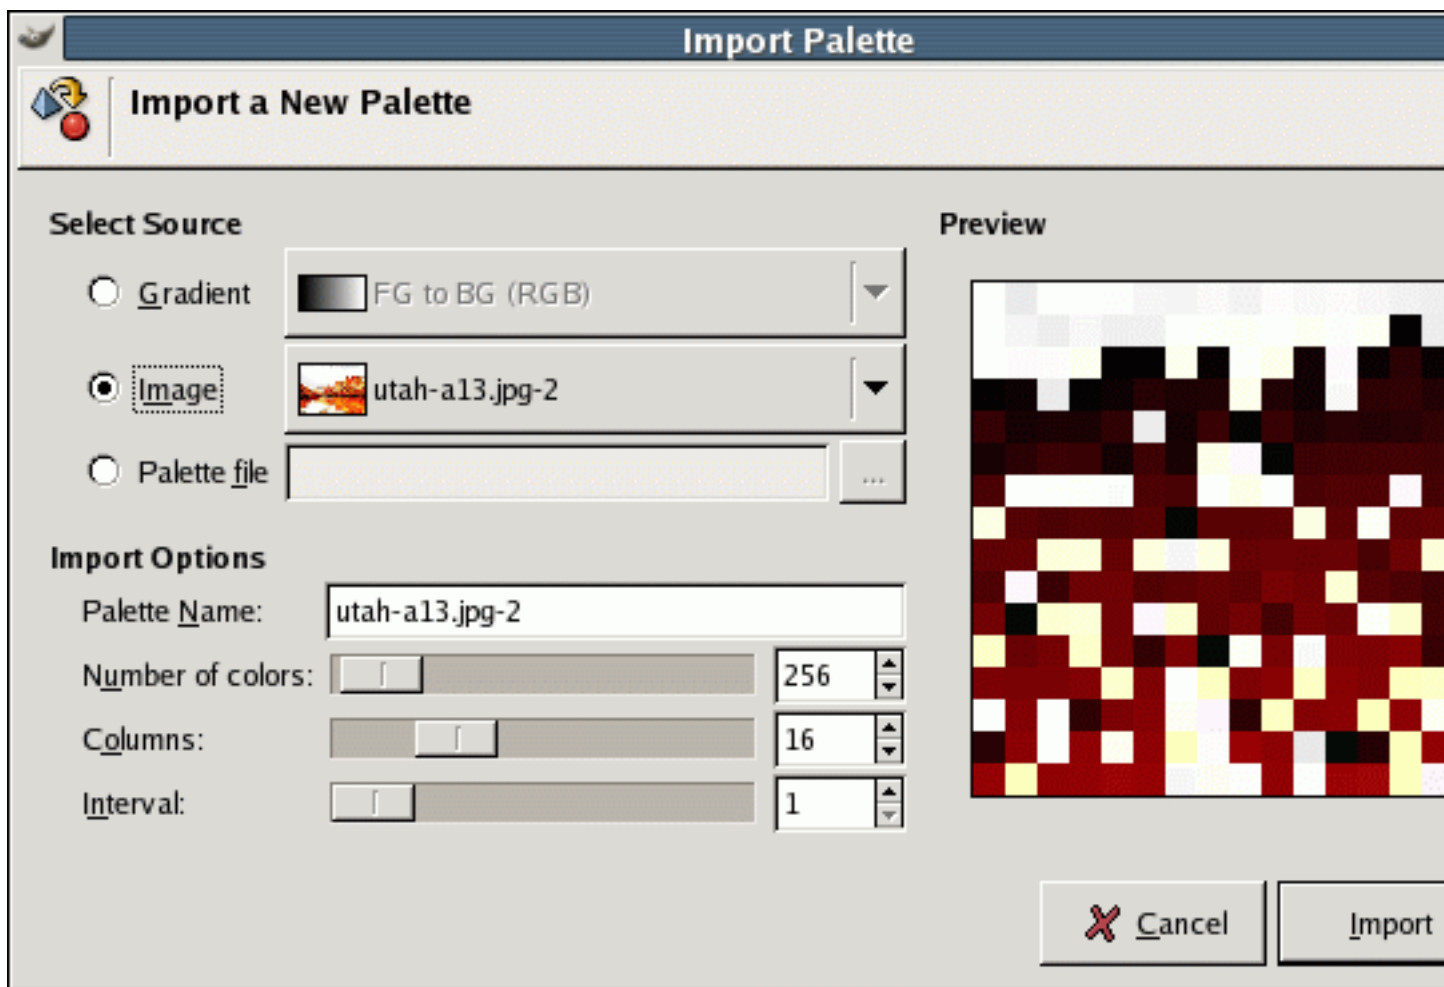 Import Palette
Import a New Palette
Select Source
Gradient
FG to BG (RGB)
Image
utah-a13.jpg-2
Palette file
...
Import Options
Palette Name:
utah-a13.jpg-2
Number of colors:
256
Columns:
16
Interval:
1
Preview
Cancel
Import